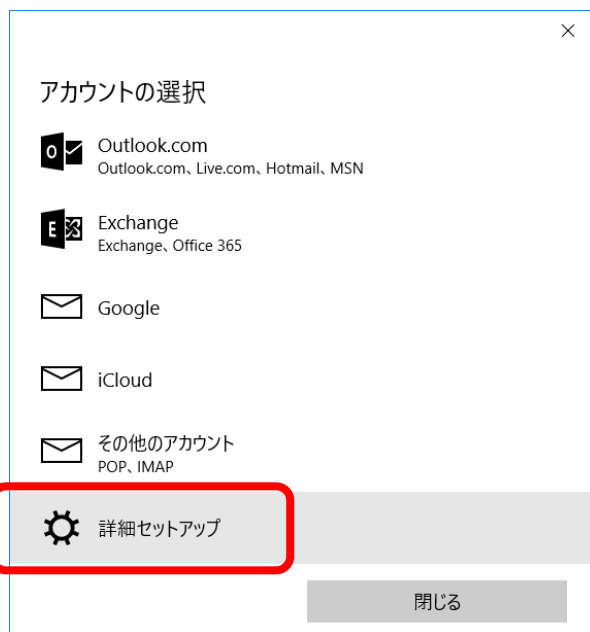 アカウントの選択
Outlook.com
Outlook.com、Live.com、Hotmail、MSN
Exchange
Exchange、Office 365
Google
iCloud
その他のアカウント
POP、IMAP
詳細セットアップ
閉じる